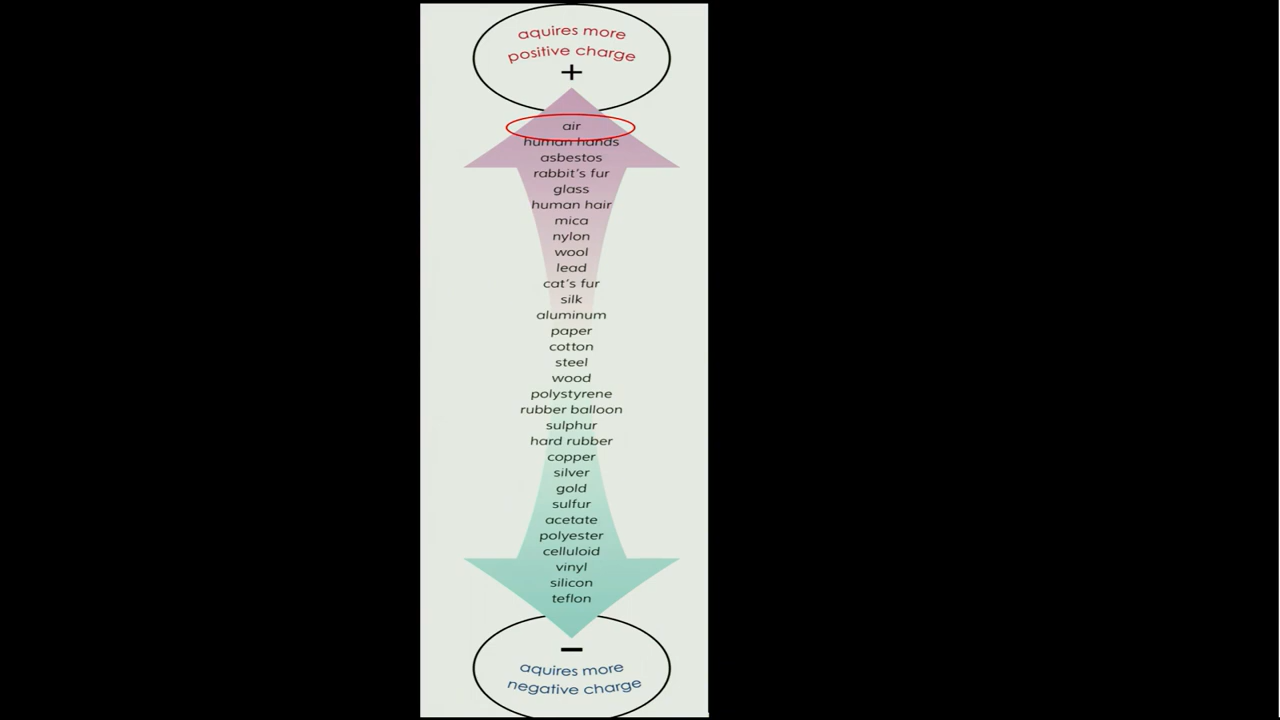 aquires more
positive charge
+
air
human hands
asbestos
rabbit's fur
glass
human hair
mica
nylon
wool
lead
cat's fur
silk
aluminum
paper
cotton
steel
wood
polystyrene
rubber balloon
sulphur
hard rubber
copper
silver
gold
sulfur
acetate
polyester
celluloid
vinyl
silicon
teflon
−
aquires more
negative charge